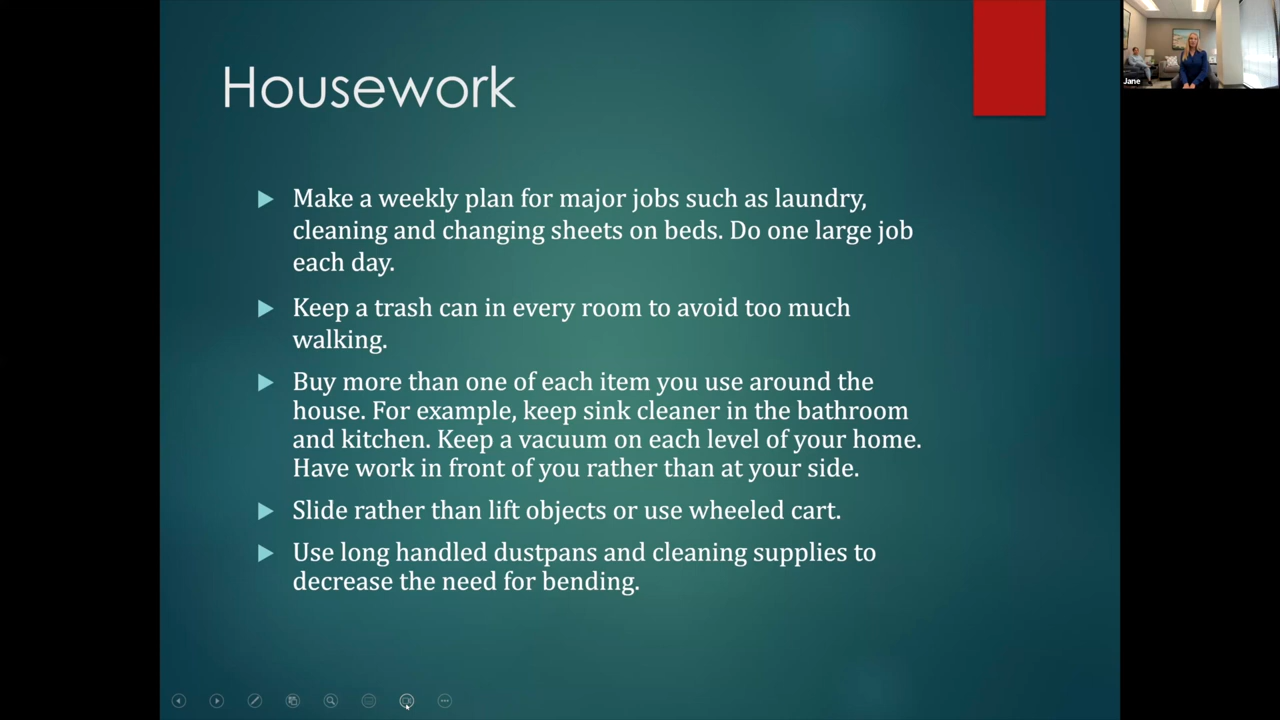 Housework
Jane
Make a weekly plan for major jobs such as laundry,
cleaning and changing sheets on beds. Do one large job
each day.
Keep a trash can in every room to avoid too much
walking.
Buy more than one of each item you use around the
house. For example, keep sink cleaner in the bathroom
and kitchen. Keep a vacuum on each level of your home.
Have work in front of you rather than at your side.
Slide rather than lift objects or use wheeled cart.
Use long handled dustpans and cleaning supplies to
decrease the need for bending.